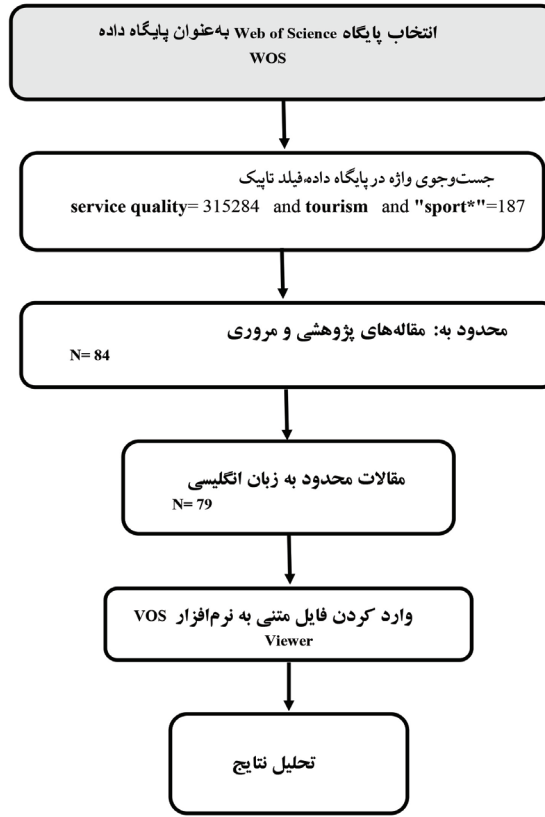 انتخاب پایگاه Web of Science به‌عنوان پایگاه داده
WOS
جست‌وجوی واژه در پایگاه داده،فیلد تاپیک
service quality= 315284 and tourism and "sport*"=187
محدود به: مقاله‌های پژوهشی و مروری
N= 84
مقالات محدود به زبان انگلیسی
N= 79
وارد کردن فایل متنی به نرم‌افزار VOS
Viewer
تحلیل نتایج